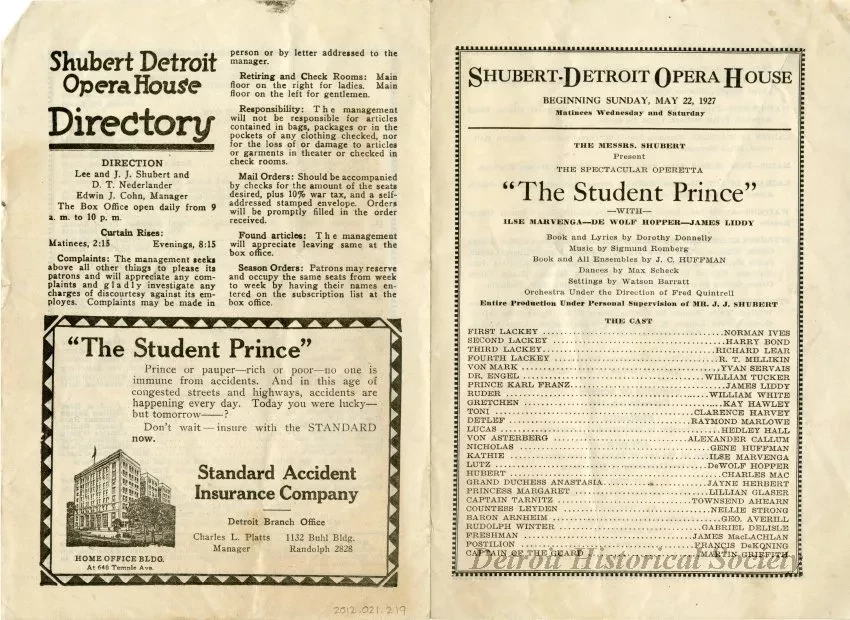 Shubert Detroit
Opera House
Directory
DIRECTION
Lee and J. J. Shubert and
D. T. Nederlander
Edwin J. Cohn, Manager
The Box Office open daily from 9
a. m. to 10 p. m.
Curtain Rises:
Matinees, 2:15 Evenings, 8:15
Complaints: The management seeks
above all other things to please its
patrons and will appreciate any com-
plaints and gladly investigate any
charges of discourtesy against its em-
ployes. Complaints may be made in
person or by letter addressed to the
manager.
Retiring and Check Rooms: Main
floor on the right for ladies. Main
floor on the left for gentlemen.
Responsibility: The management
will not be responsible for articles
contained in bags, packages or in the
pockets of any clothing checked, nor
for the loss of or damage to articles
or garments in theater or checked in
check rooms.
Mail Orders: Should be accompanied
by checks for the amount of the seats
desired, plus 10% war tax, and a self-
addressed stamped envelope. Orders
will be promptly filled in the order
received.
Found articles: The management
will appreciate leaving same at the
box office.
Season Orders: Patrons may reserve
and occupy the same seats from week
to week by having their names en-
tered on the subscription list at the
box office.
"The Student Prince"
Prince or pauper—rich or poor—no one is
immune from accidents. And in this age of
congested streets and highways, accidents are
happening every day. Today you were lucky—
but tomorrow——?
Don't wait—insure with the STANDARD
now.
Standard Accident
Insurance Company
Detroit Branch Office
Charles L. Platts 1132 Buhl Bldg.
Manager Randolph 2828
HOME OFFICE BLDG.
At 640 Temple Ave.
2012.021.219
SHUBERT-DETROIT OPERA HOUSE
BEGINNING SUNDAY, MAY 22, 1927
Matinees Wednesday and Saturday
THE MESSRS. SHUBERT
Present
THE SPECTACULAR OPERETTA
"The Student Prince"
—WITH—
ILSE MARVENGA—DE WOLF HOPPER—JAMES LIDDY
Book and Lyrics by Dorothy Donnelly
Music by Sigmund Romberg
Book and All Ensembles by J. C. HUFFMAN
Dances by Max Scheck
Settings by Watson Barratt
Orchestra Under the Direction of Fred Quintrell
Entire Production Under Personal Supervision of MR. J. J. SHUBERT
THE CAST
FIRST LACKEY NORMAN IVES
SECOND LACKEY HARRY BOND
THIRD LACKEY RICHARD LEAR
FOURTH LACKEY R. T. MILLIKIN
VON MARK YVAN SERVAIS
DR. ENGEL WILLIAM TUCKER
PRINCE KARL FRANZ JAMES LIDDY
RUDER WILLIAM WHITE
GRETCHEN KAY HAWLEY
TONI CLARENCE HARVEY
DETLEF RAYMOND MARLOWE
LUCAS HEDLEY HALL
VON ASTERBERG ALEXANDER CALLUM
NICHOLAS GENE HUFFMAN
KATHIE ILSE MARVENGA
LUTZ DeWOLF HOPPER
HUBERT CHARLES MAC
GRAND DUCHESS ANASTASIA JAYNE HERBERT
PRINCESS MARGARET LILLIAN GLASER
CAPTAIN TARNITZ TOWNSEND AHEARN
COUNTESS LEYDEN NELLIE STRONG
BARON ARNHEIM GEO. AVERILL
RUDOLPH WINTER GABRIEL DELISLE
FRESHMAN JAMES MacLACHLAN
POSTILION FRANCIS DeKONING
CAPTAIN OF THE GUARD MARTIN GRIFFITH
Detroit Historical Society